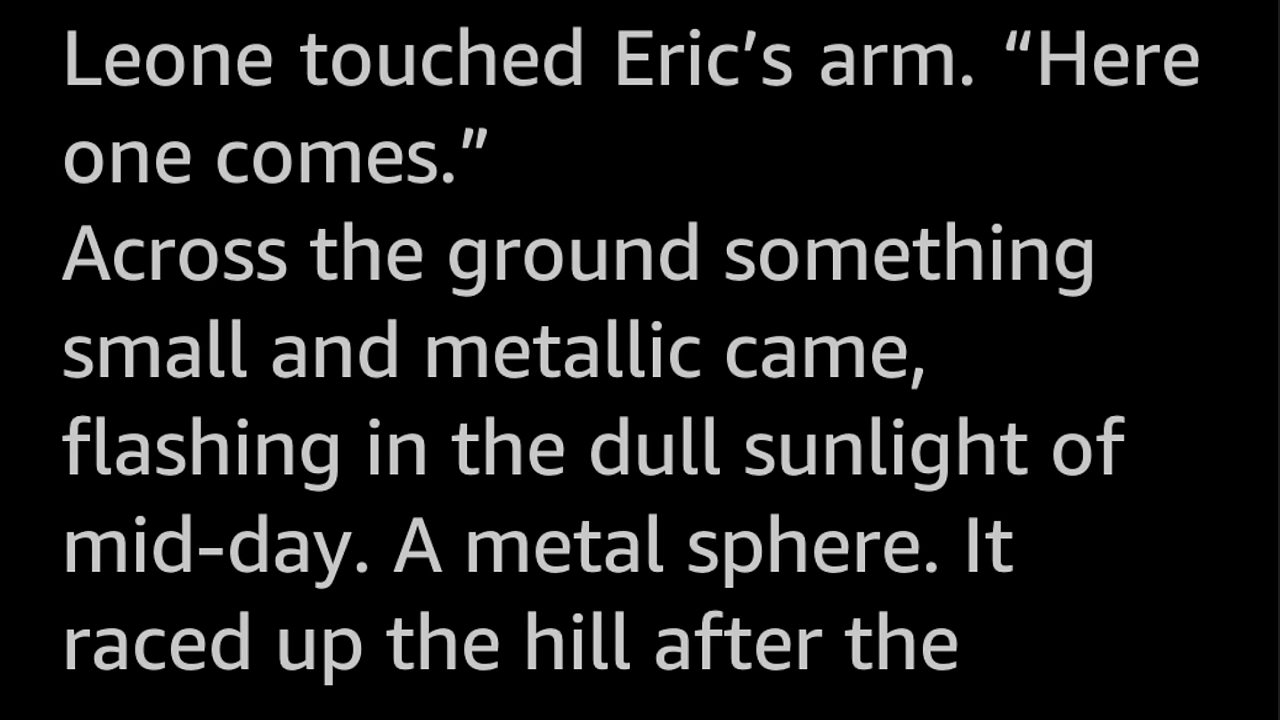 Leone touched Eric’s arm. “Here
one comes.”
Across the ground something
small and metallic came,
flashing in the dull sunlight of
mid-day. A metal sphere. It
raced up the hill after the